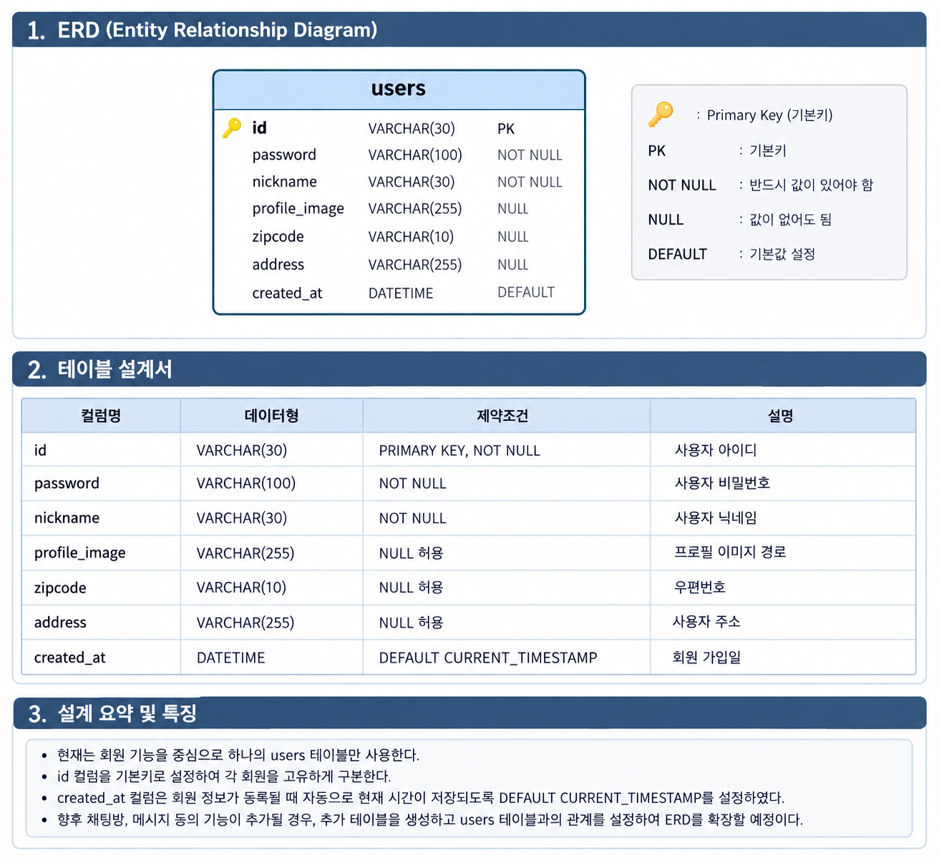 1. ERD (Entity Relationship Diagram)
users
id VARCHAR(30) PK
password VARCHAR(100) NOT NULL
nickname VARCHAR(30) NOT NULL
profile_image VARCHAR(255) NULL
zipcode VARCHAR(10) NULL
address VARCHAR(255) NULL
created_at DATETIME DEFAULT
: Primary Key (기본키)
PK : 기본키
NOT NULL : 반드시 값이 있어야 함
NULL : 값이 없어도 됨
DEFAULT : 기본값 설정
2. 테이블 설계서
컬럼명 데이터형 제약조건 설명
id VARCHAR(30) PRIMARY KEY, NOT NULL 사용자 아이디
password VARCHAR(100) NOT NULL 사용자 비밀번호
nickname VARCHAR(30) NOT NULL 사용자 닉네임
profile_image VARCHAR(255) NULL 허용 프로필 이미지 경로
zipcode VARCHAR(10) NULL 허용 우편번호
address VARCHAR(255) NULL 허용 사용자 주소
created_at DATETIME DEFAULT CURRENT_TIMESTAMP 회원 가입일
3. 설계 요약 및 특징
• 현재는 회원 기능을 중심으로 하나의 users 테이블만 사용한다.
• id 컬럼을 기본키로 설정하여 각 회원을 고유하게 구본한다.
• created_at 컬럼은 회원 정보가 등록될 때 자동으로 현재 시간이 저장되도록 DEFAULT CURRENT_TIMESTAMP를 설정하였다.
• 향후 채팅방, 메시지 동의 기능이 추가될 경우, 추가 테이블을 생성하고 users 테이블과의 관계를 설정하여 ERD를 확장할 예정이다.